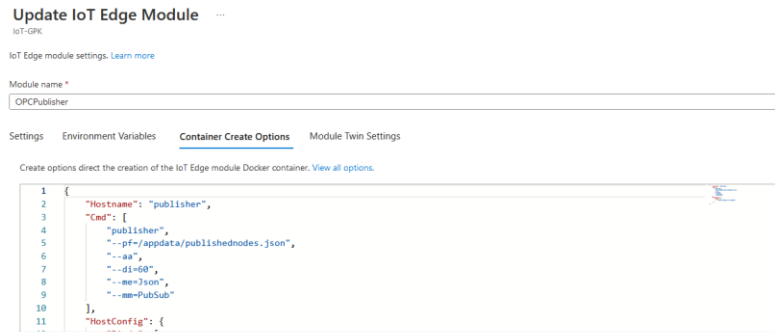 Update IoT Edge Module ...
IoT-GPK
IoT Edge module settings. Learn more
Module name *
OPCPublisher
Settings Environment Variables Container Create Options Module Twin Settings
Create options direct the creation of the IoT Edge module Docker container. View all options.
1 {
2 "Hostname": "publisher",
3 "Cmd": [
4 "publisher",
5 "--pf=/appdata/publishednodes.json",
6 "--aa",
7 "--di=60",
8 "--me=Json",
9 "--mm=PubSub"
10 ],
11 "HostConfig": {